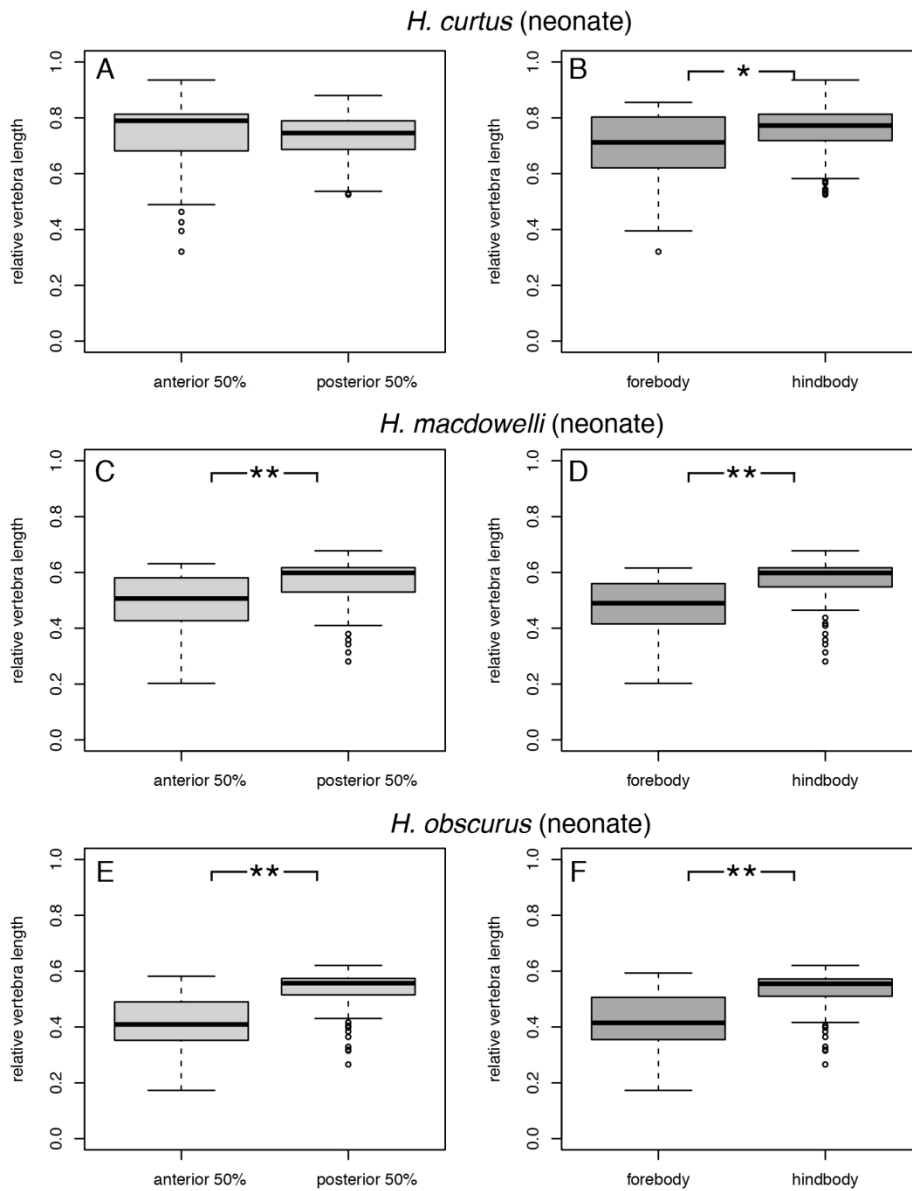 H. curtus (neonate)
A
B
*
relative vertebra length
0.0 0.2 0.4 0.6 0.8 1.0
anterior 50% posterior 50%
relative vertebra length
0.0 0.2 0.4 0.6 0.8 1.0
forebody hindbody
H. macdowelli (neonate)
C
**
D
**
relative vertebra length
0.0 0.2 0.4 0.6 0.8 1.0
anterior 50% posterior 50%
relative vertebra length
0.0 0.2 0.4 0.6 0.8 1.0
forebody hindbody
H. obscurus (neonate)
E
**
F
**
relative vertebra length
0.0 0.2 0.4 0.6 0.8 1.0
anterior 50% posterior 50%
relative vertebra length
0.0 0.2 0.4 0.6 0.8 1.0
forebody hindbody